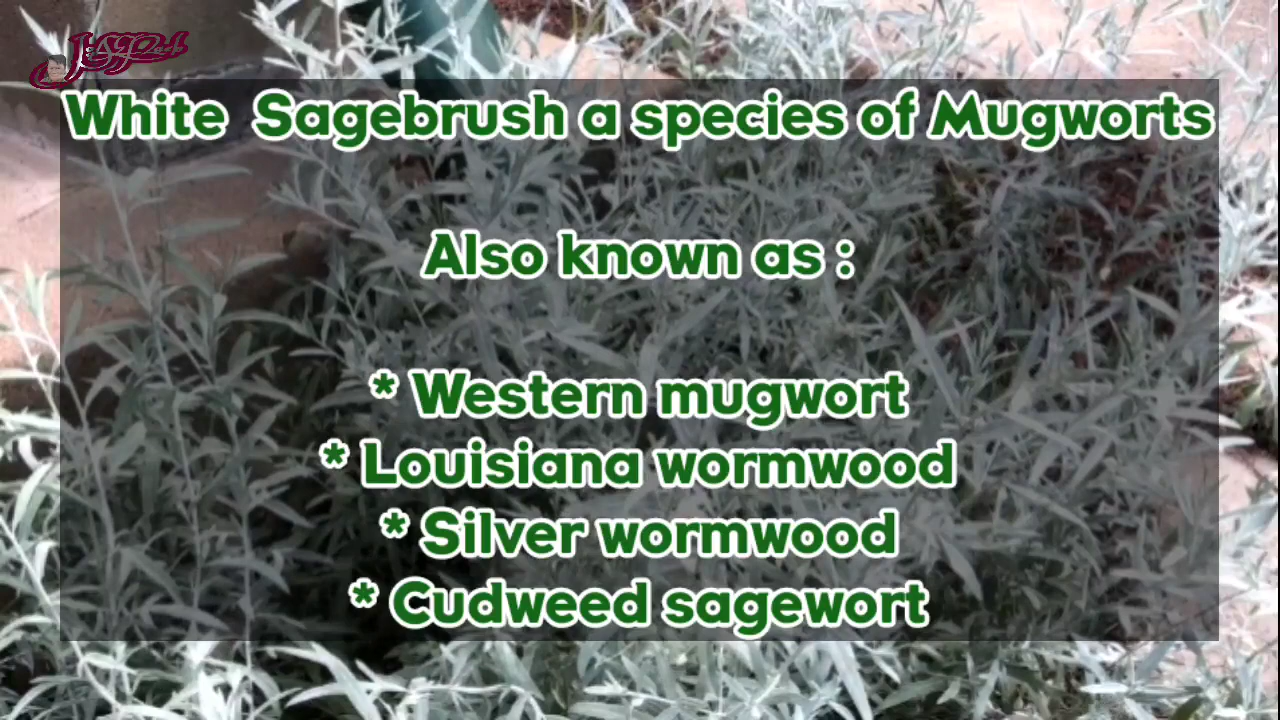 White Sagebrush a species of Mugworts
Also known as :
* Western mugwort
* Louisiana wormwood
* Silver wormwood
* Cudweed sagewort